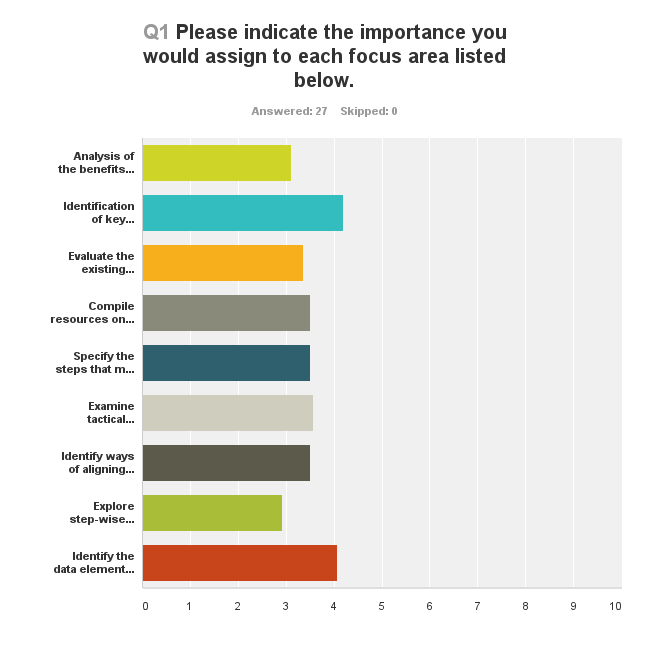 Q1 Please indicate the importance you
would assign to each focus area listed
below.
Answered: 27 Skipped: 0
Analysis of
the benefits...
Identification
of key...
Evaluate the
existing...
Compile
resources on...
Specify the
steps that m...
Examine
tactical...
Identify ways
of aligning...
Explore
step-wise...
Identify the
data element...
0 1 2 3 4 5 6 7 8 9 10